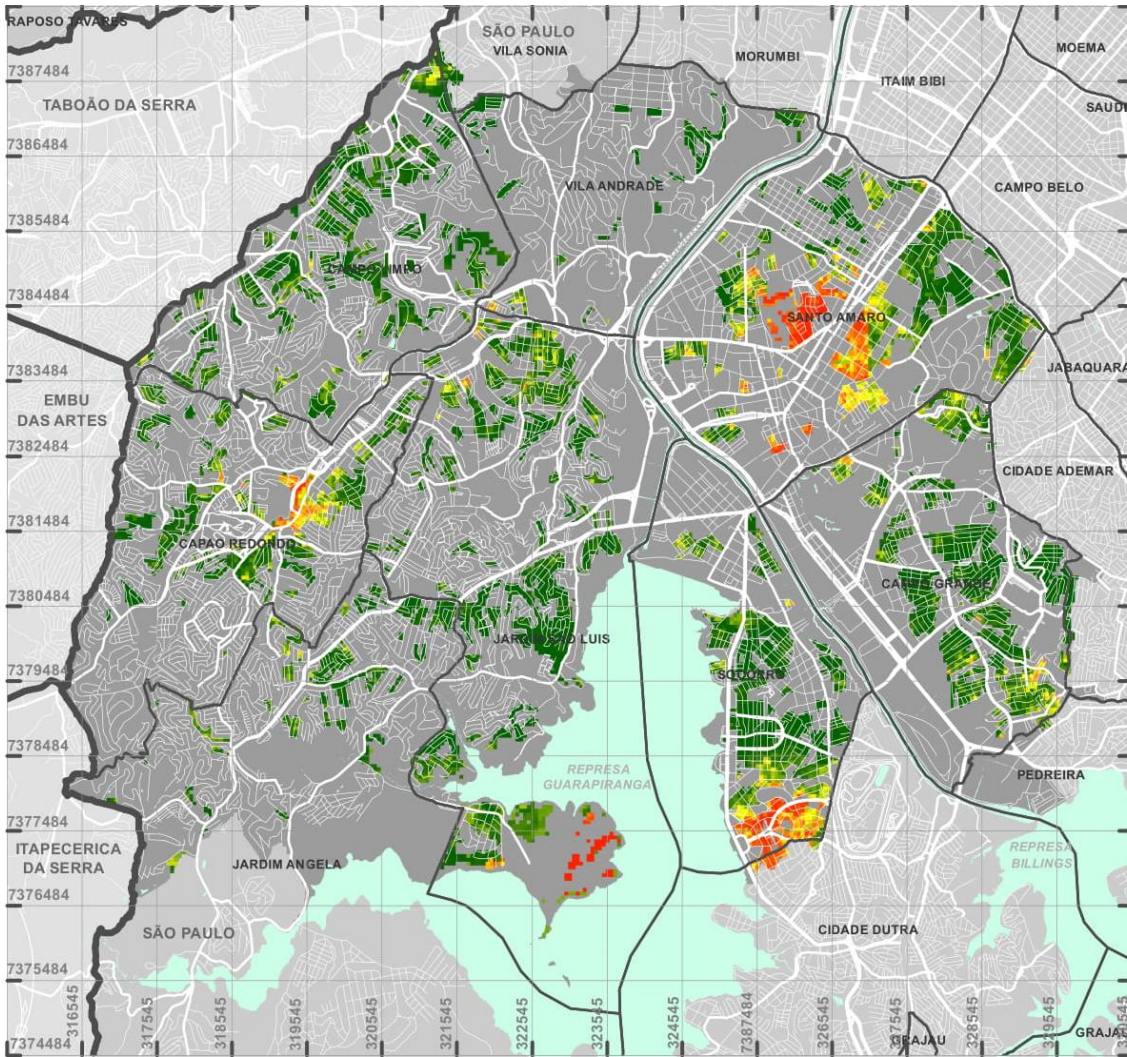 RAPOSO TAVARES
SÃO PAULO
VILA SONIA
MORUMBI
MOEMA
ITAIM BIBI
7387484
TABOÃO DA SERRA
SAUDE
7386484
VILA ANDRADE
CAMPO BELO
7385484
CAMPO LIMPO
7384484
SANTO AMARO
7383484
JABAQUARA
EMBU
DAS ARTES
7382484
CIDADE ADEMAR
7381484
CAPAO REDONDO
CAMPO GRANDE
7380484
JARDIM SAO LUIS
7379484
SOCORRO
7378484
REPRESA
GUARAPIRANGA
PEDREIRA
7377484
ITAPECERICA
DA SERRA
JARDIM ANGELA
REPRESA
BILLINGS
7376484
SÃO PAULO
CIDADE DUTRA
7375484
316545
317545
318545
319545
320545
321545
322545
323545
324545
7387484
326545
327545
328545
329545
GRAJAU
GRAJAU
7374484